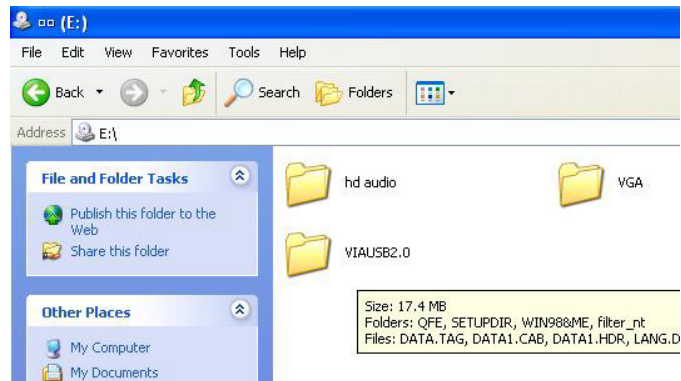 (E:)
File Edit View Favorites Tools Help
Back Search Folders
Address E:\
File and Folder Tasks
Publish this folder to the
Web
Share this folder
Other Places
My Computer
My Documents
hd audio VGA
VIAUSB2.0
Size: 17.4 MB
Folders: QFE, SETUPDIR, WIN98&ME, filter_nt
Files: DATA.TAG, DATA1.CAB, DATA1.HDR, LANG.D